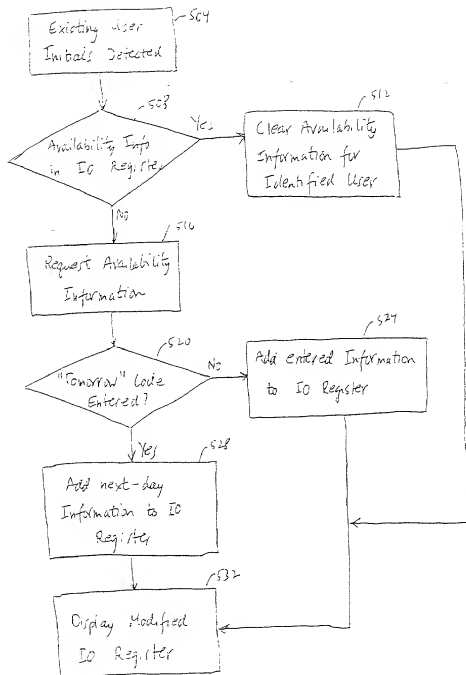 504
Existing User
Initials Detected
508
Availability Info
in IO Register
Yes
512
Clear Availability
Information for
Identified User
No
516
Request Availability
Information
520
"Tomorrow" Code
Entered?
No
524
Add entered Information
to IO Register
Yes
528
Add next-day
Information to IO
Register
532
Display Modified
IO Register